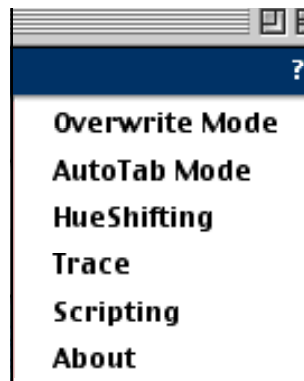 ?
Overwrite Mode
AutoTab Mode
HueShifting
Trace
Scripting
About